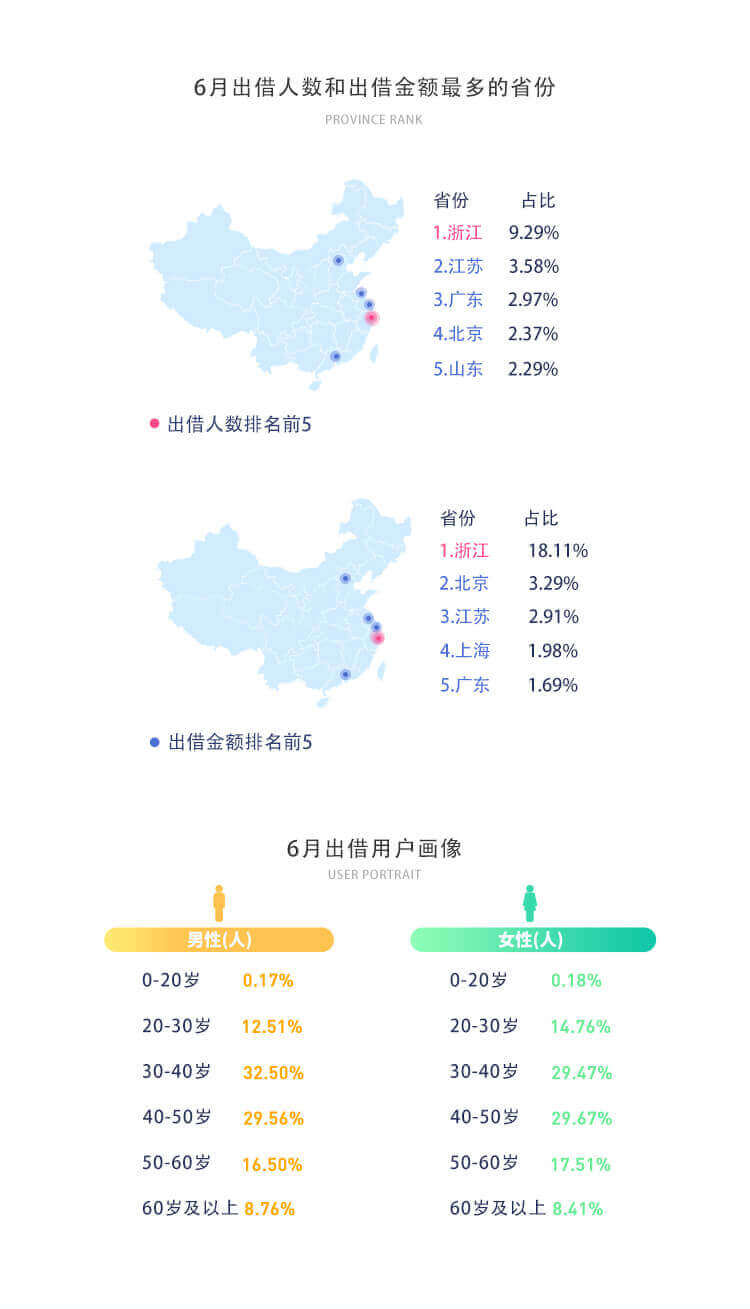 6月出借人数和出借金额最多的省份
PROVINCE RANK
省份 占比
1.浙江 9.29%
2.江苏 3.58%
3.广东 2.97%
4.北京 2.37%
5.山东 2.29%
出借人数排名前5
省份 占比
1.浙江 18.11%
2.北京 3.29%
3.江苏 2.91%
4.上海 1.98%
5.广东 1.69%
出借金额排名前5
6月出借用户画像
USER PORTRAIT
男性(人) 女性(人)
0-20岁 0.17% 0-20岁 0.18%
20-30岁 12.51% 20-30岁 14.76%
30-40岁 32.50% 30-40岁 29.47%
40-50岁 29.56% 40-50岁 29.67%
50-60岁 16.50% 50-60岁 17.51%
60岁及以上 8.76% 60岁及以上 8.41%